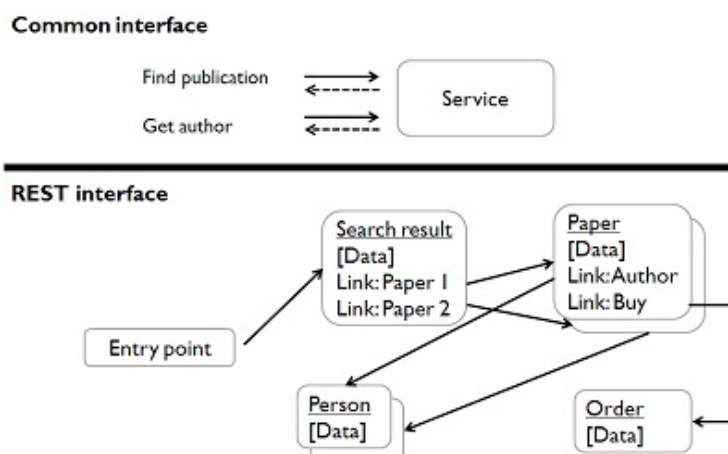 Common interface
Find publication
Service
Get author
REST interface
Search result
[Data]
Link: Paper 1
Link: Paper 2
Paper
[Data]
Link:Author
Link: Buy
Entry point
Person
[Data]
Order
[Data]